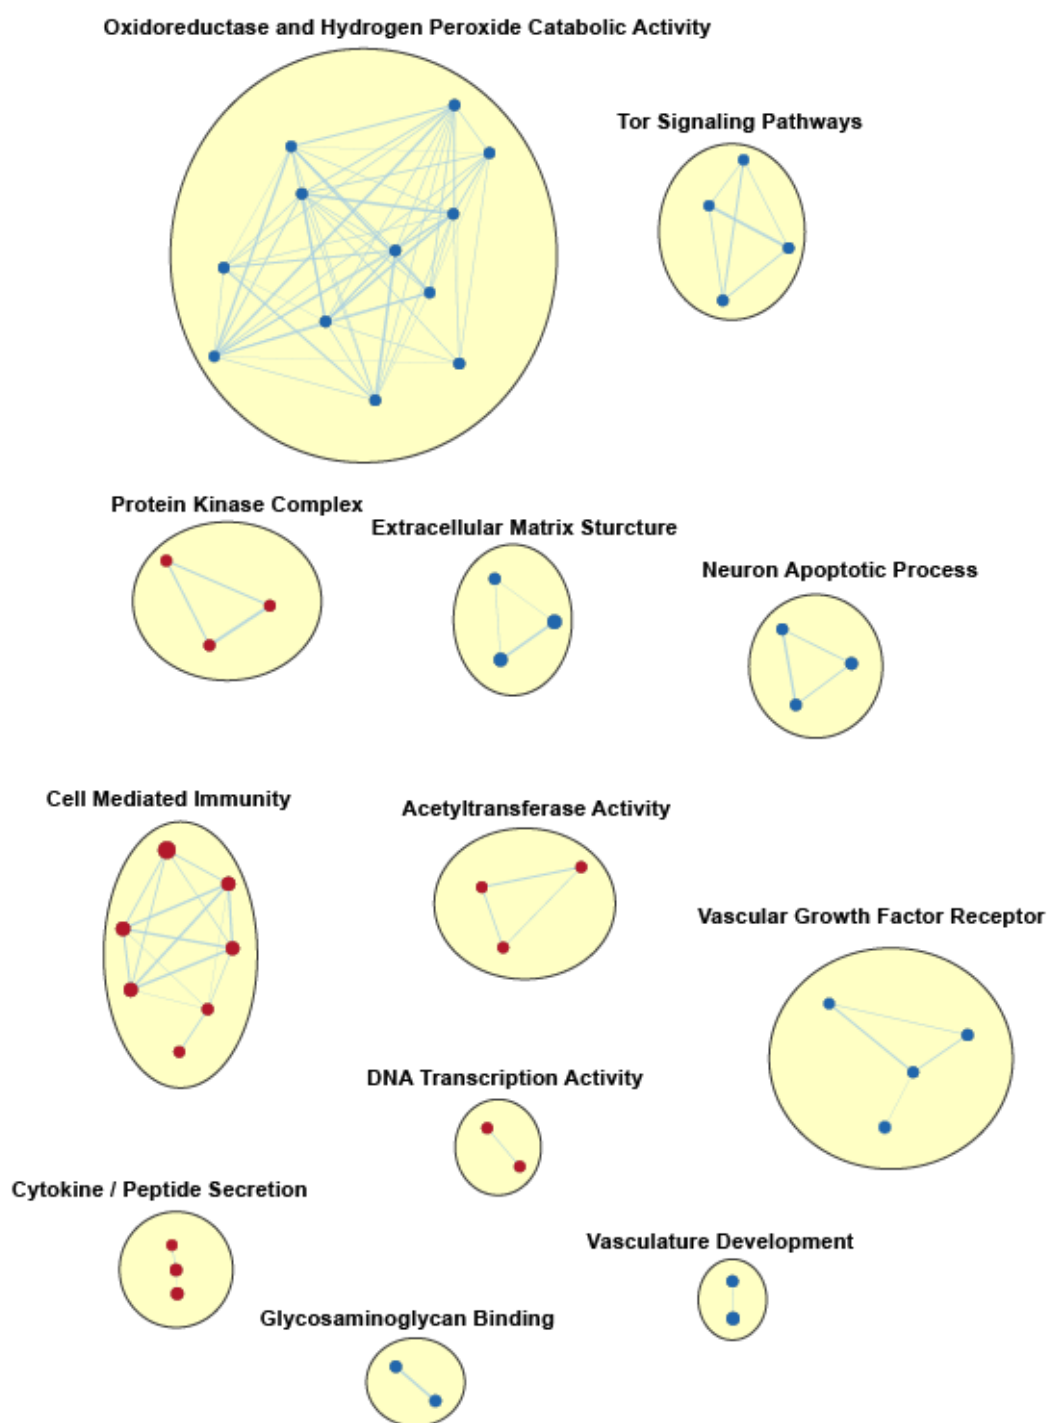 Oxidoreductase and Hydrogen Peroxide Catabolic Activity
Tor Signaling Pathways
Protein Kinase Complex
Extracellular Matrix Sturcture
Neuron Apoptotic Process
Cell Mediated Immunity
Acetyltransferase Activity
Vascular Growth Factor Receptor
DNA Transcription Activity
Cytokine / Peptide Secretion
Vasculature Development
Glycosaminoglycan Binding